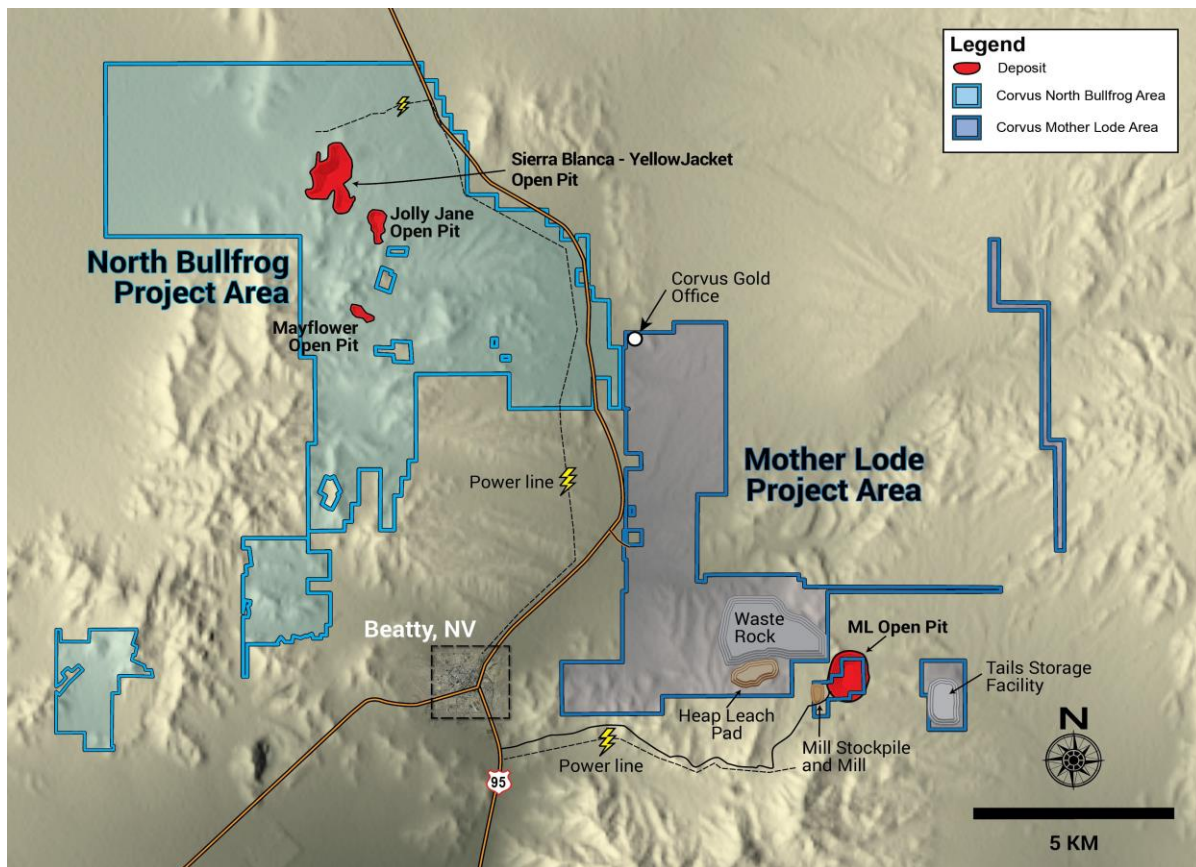 Legend
Deposit
Corvus North Bullfrog Area
Corvus Mother Lode Area
Sierra Blanca - YellowJacket
Open Pit
Jolly Jane
Open Pit
North Bullfrog
Project Area
Mayflower
Open Pit
Corvus Gold
Office
Power line
Mother Lode
Project Area
Beatty, NV
Waste
Rock
ML Open Pit
Tails Storage
Facility
Heap Leach
Pad
Mill Stockpile
and Mill
Power line
95
N
5 KM